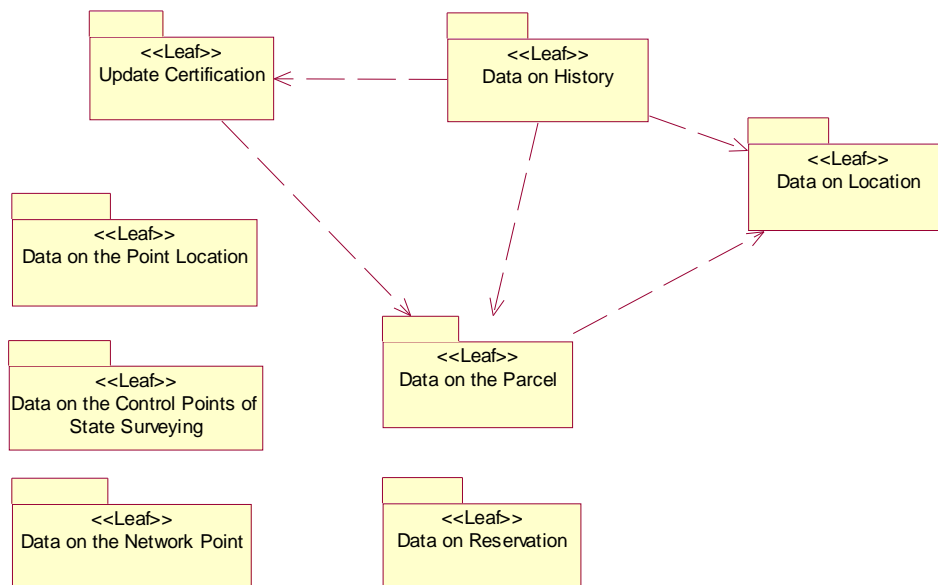 <<Leaf>>
Update Certification
<<Leaf>>
Data on History
<<Leaf>>
Data on Location
<<Leaf>>
Data on the Point Location
<<Leaf>>
Data on the Parcel
<<Leaf>>
Data on the Control Points of
State Surveying
<<Leaf>>
Data on the Network Point
<<Leaf>>
Data on Reservation